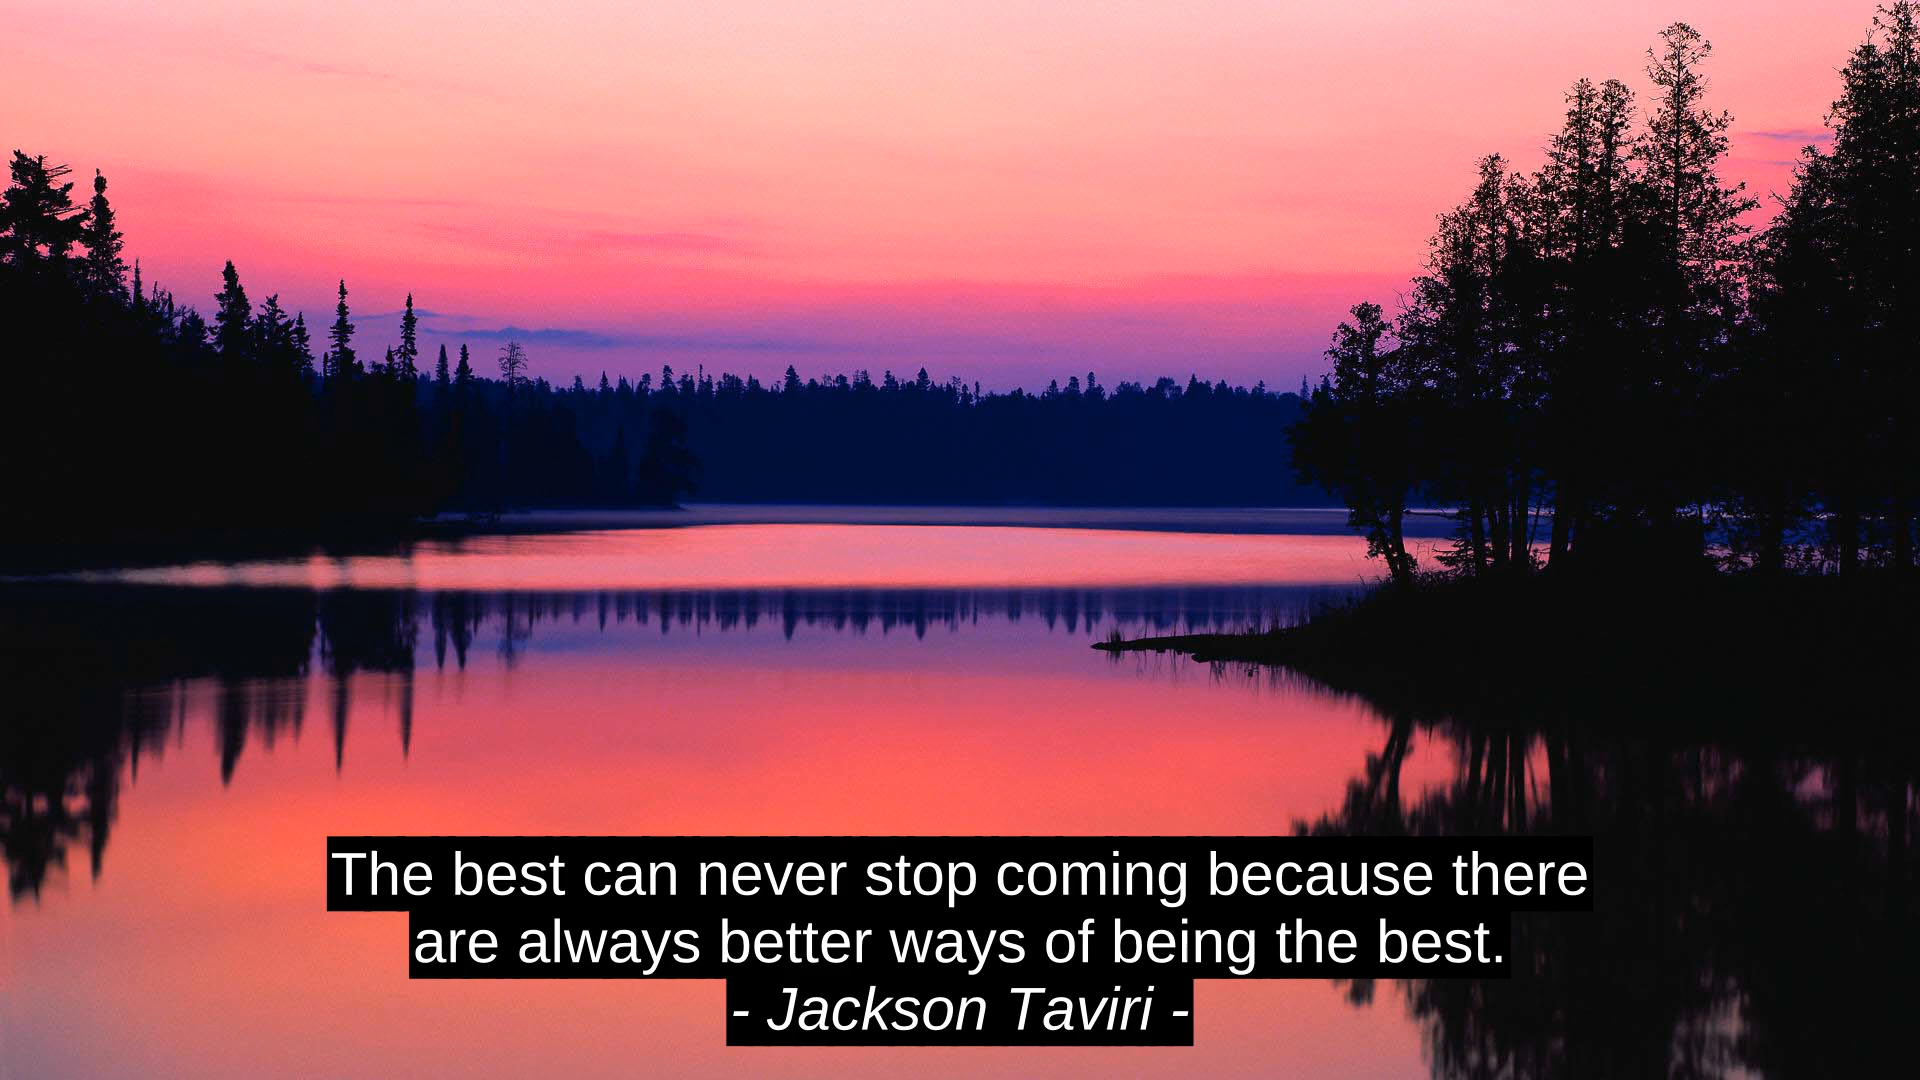 The best can never stop coming because there
are always better ways of being the best.
- Jackson Taviri -